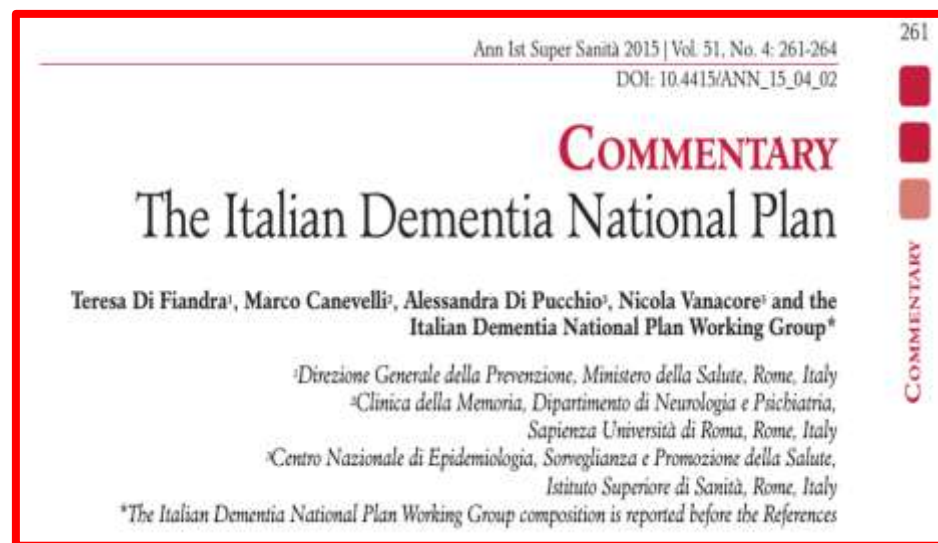 261
Ann Ist Super Sanità 2015 | Vol. 51, No. 4: 261-264
DOI: 10.4415/ANN_15_04_02
COMMENTARY
The Italian Dementia National Plan
Teresa Di Fiandra¹, Marco Canevelli², Alessandra Di Pucchio³, Nicola Vanacore³ and the
Italian Dementia National Plan Working Group*
¹Direzione Generale della Prevenzione, Ministero della Salute, Rome, Italy
²Clinica della Memoria, Dipartimento di Neurologia e Psichiatria,
Sapienza Università di Roma, Rome, Italy
³Centro Nazionale di Epidemiologia, Sorveglianza e Promozione della Salute,
Istituto Superiore di Sanità, Rome, Italy
*The Italian Dementia National Plan Working Group composition is reported before the References
COMMENTARY